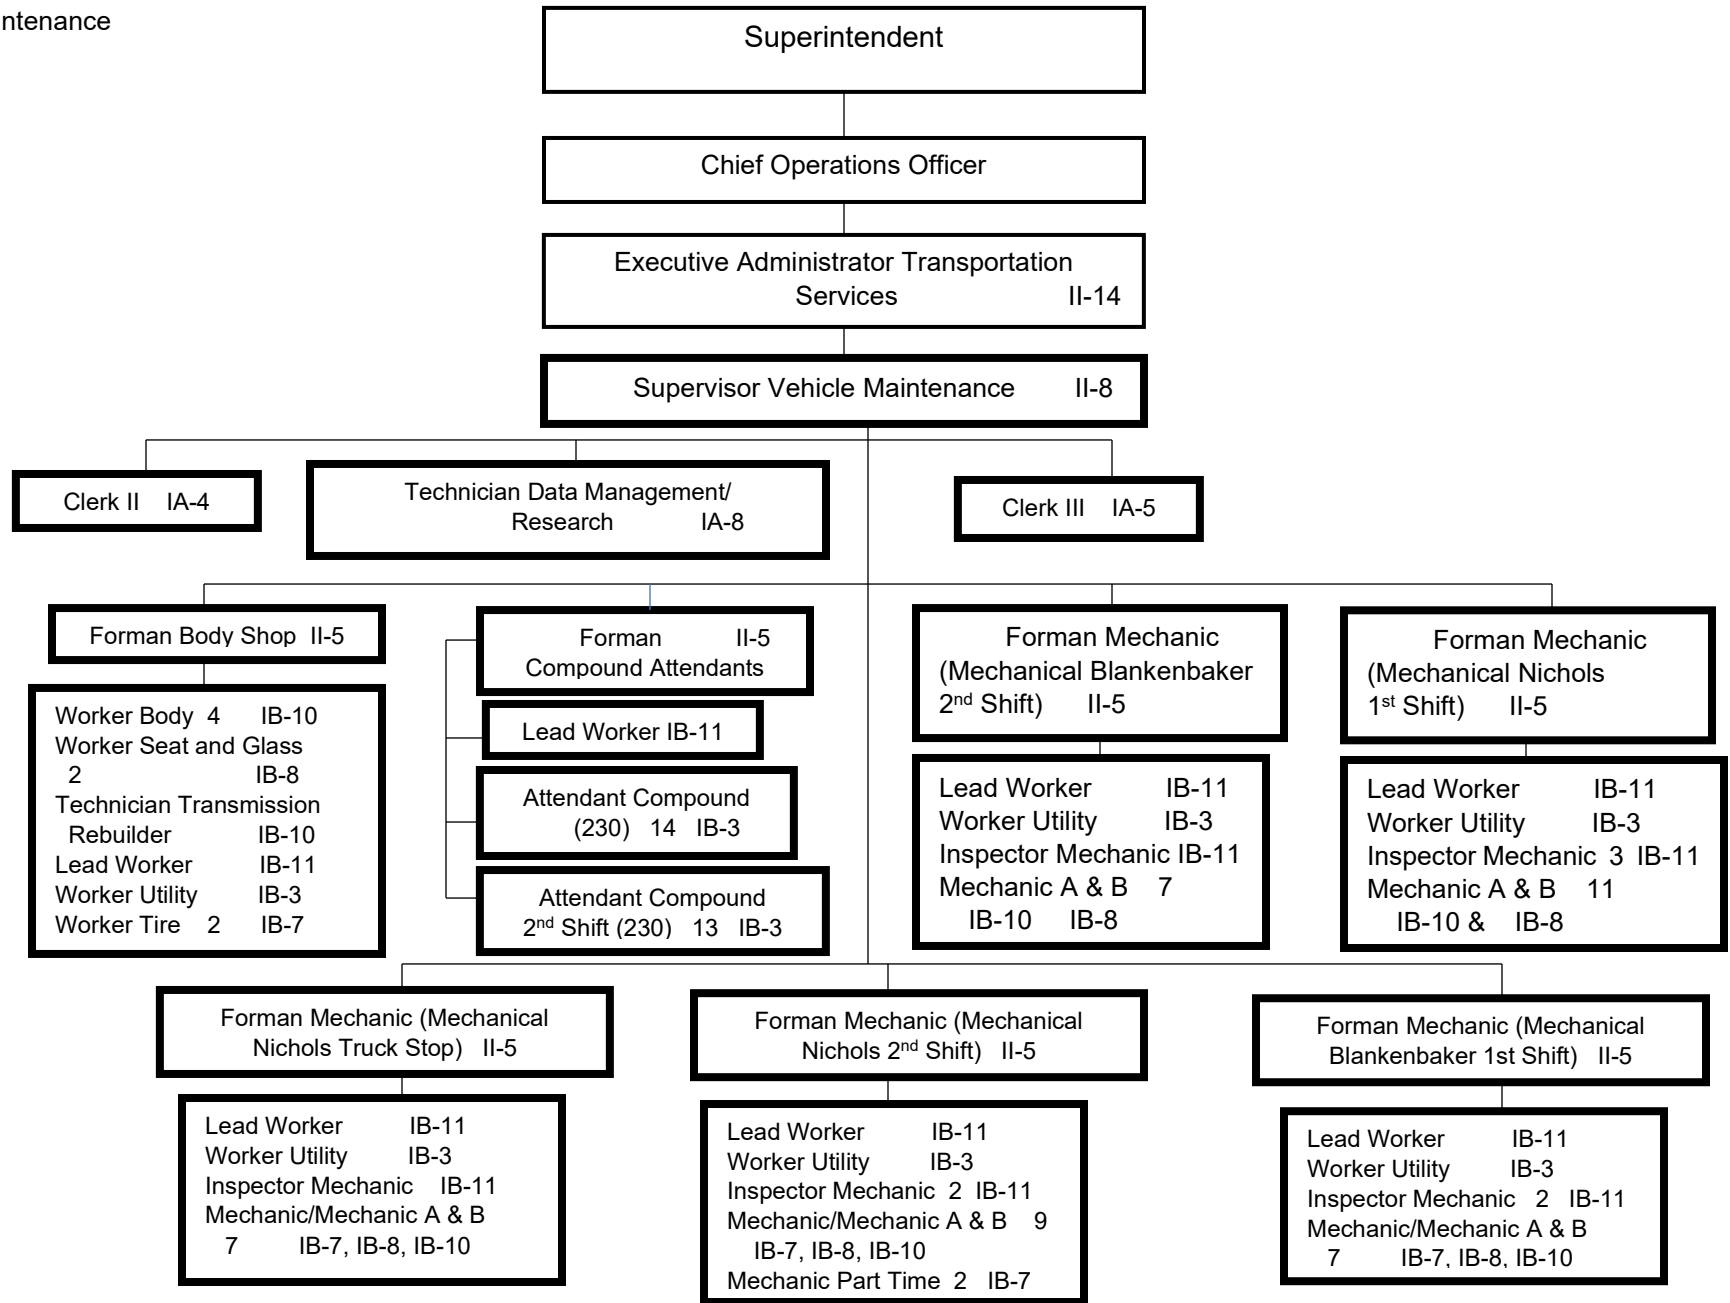 ntenance
Superintendent
Chief Operations Officer
Executive Administrator Transportation
Services II-14
Supervisor Vehicle Maintenance II-8
Clerk II IA-4
Technician Data Management/
Research IA-8
Clerk III IA-5
Forman Body Shop II-5
Worker Body 4 IB-10
Worker Seat and Glass
2 IB-8
Technician Transmission
Rebuilder IB-10
Lead Worker IB-11
Worker Utility IB-3
Worker Tire 2 IB-7
Forman II-5
Compound Attendants
Lead Worker IB-11
Attendant Compound
(230) 14 IB-3
Attendant Compound
2nd Shift (230) 13 IB-3
Forman Mechanic
(Mechanical Blankenbaker
2nd Shift) II-5
Lead Worker IB-11
Worker Utility IB-3
Inspector Mechanic IB-11
Mechanic A & B 7
IB-10 IB-8
Forman Mechanic
(Mechanical Nichols
1st Shift) II-5
Lead Worker IB-11
Worker Utility IB-3
Inspector Mechanic 3 IB-11
Mechanic A & B 11
IB-10 & IB-8
Forman Mechanic (Mechanical
Nichols Truck Stop) II-5
Lead Worker IB-11
Worker Utility IB-3
Inspector Mechanic IB-11
Mechanic/Mechanic A & B
7 IB-7, IB-8, IB-10
Forman Mechanic (Mechanical
Nichols 2nd Shift) II-5
Lead Worker IB-11
Worker Utility IB-3
Inspector Mechanic 2 IB-11
Mechanic/Mechanic A & B 9
IB-7, IB-8, IB-10
Mechanic Part Time 2 IB-7
Forman Mechanic (Mechanical
Blankenbaker 1st Shift) II-5
Lead Worker IB-11
Worker Utility IB-3
Inspector Mechanic 2 IB-11
Mechanic/Mechanic A & B
7 IB-7, IB-8, IB-10